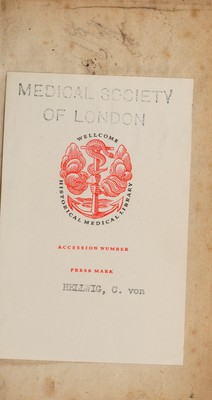 MEDICAL SOCIETY
OF LONDON
WELLCOME
HISTORICAL MEDICAL LIBRARY
ACCESSION NUMBER
PRESS MARK
HELLWIG, C. von